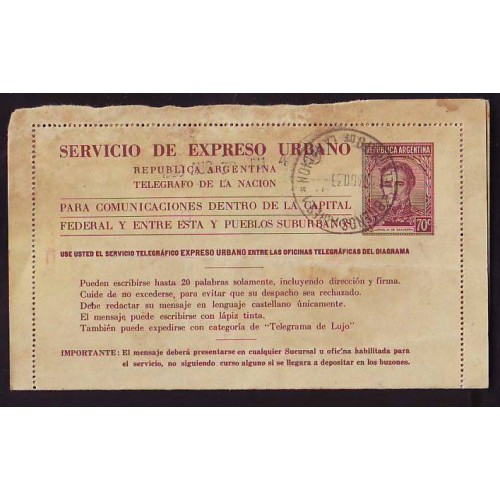 SERVICIO DE EXPRESO URBANO
REPUBLICA ARGENTINA
TELEGRAFO DE LA NACION
PARA COMUNICACIONES DENTRO DE LA CAPITAL
FEDERAL Y ENTRE ESTA Y PUEBLOS SUBURBANOS
REPUBLICA ARGENTINA
70c
USE USTED EL SERVICIO TELEGRÁFICO EXPRESO URBANO ENTRE LAS OFICINAS TELEGRÁFICAS DEL DIAGRAMA
Pueden escribirse hasta 20 palabras solamente, incluyendo dirección y firma.
Cuide de no excederse, para evitar que su despacho sea rechazado.
Debe redactar su mensaje en lenguaje castellano únicamente.
El mensaje puede escribirse con lápiz tinta.
También puede expedirse con categoría de "Telegrama de Lujo"
IMPORTANTE: El mensaje deberá presentarse en cualquier Sucursal u oficina habilitada para
el servicio, no siguiendo curso alguno si se llegara a depositar en los buzones.